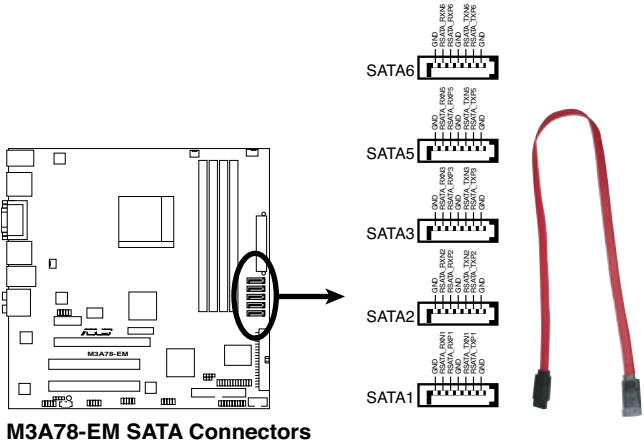 GND
RSATA_RXN6
RSATA_RXP6
GND
RSATA_TXN6
RSATA_TXP6
GND
SATA6
GND
RSATA_RXN5
RSATA_RXP5
GND
RSATA_TXN5
RSATA_TXP5
GND
SATA5
GND
RSATA_RXN3
RSATA_RXP3
GND
RSATA_TXN3
RSATA_TXP3
GND
SATA3
GND
RSATA_RXN2
RSATA_RXP2
GND
RSATA_TXN2
RSATA_TXP2
GND
SATA2
GND
RSATA_RXN1
RSATA_RXP1
GND
RSATA_TXN1
RSATA_TXP1
GND
SATA1
ASUS
M3A78-EM
M3A78-EM SATA Connectors